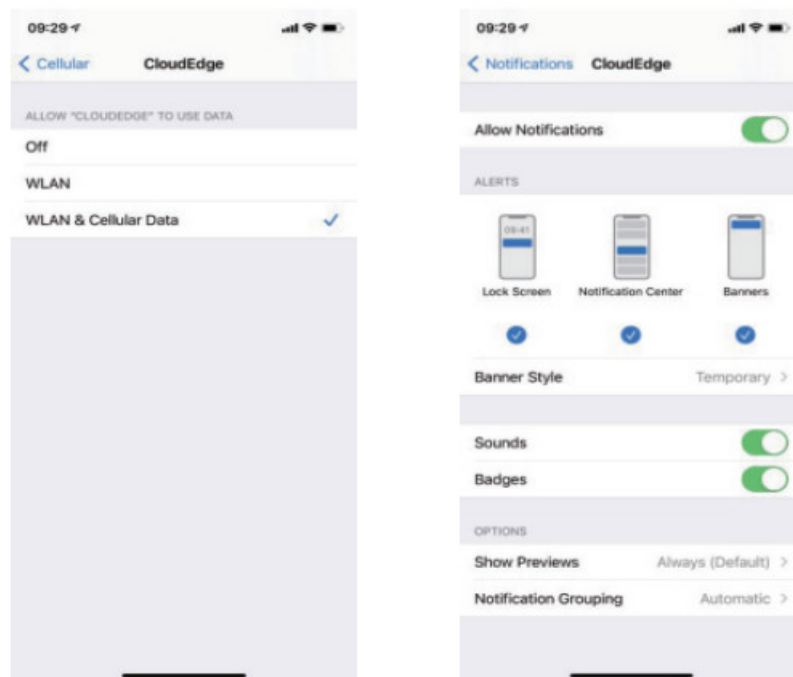 09:29
Cellular CloudEdge
ALLOW "CLOUDEDGE" TO USE DATA
Off
WLAN
WLAN & Cellular Data
09:29
Notifications CloudEdge
Allow Notifications
ALERTS
09:41
Lock Screen Notification Center Banners
Banner Style Temporary
Sounds
Badges
OPTIONS
Show Previews Always (Default)
Notification Grouping Automatic